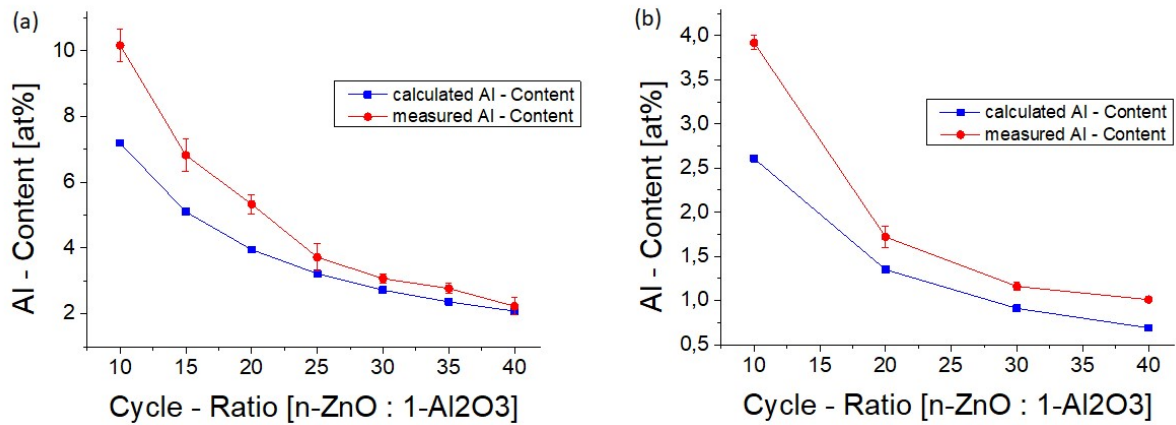 (a)
Al - Content [at%]
10
8
6
4
2
calculated Al - Content
measured Al - Content
10 15 20 25 30 35 40
Cycle - Ratio [n-ZnO : 1-Al2O3]
(b)
Al - Content [at%]
4,0
3,5
3,0
2,5
2,0
1,5
1,0
0,5
calculated Al - Content
measured Al - Content
10 15 20 25 30 35 40
Cycle - Ratio [n-ZnO : 1-Al2O3]